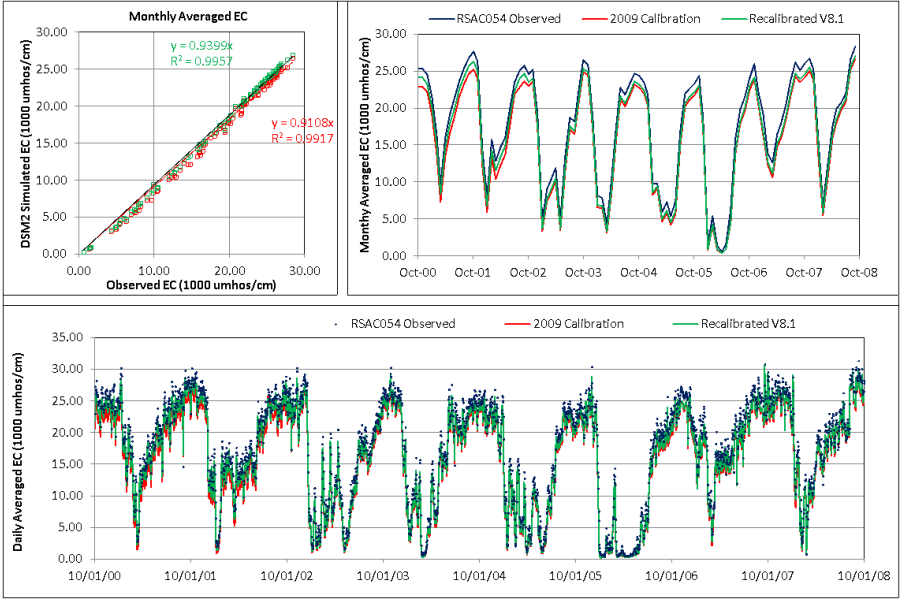 Monthly Averaged EC
y = 0.9399x
R² = 0.9957
y = 0.9108x
R² = 0.9917
DSM2 Simulated EC (1000 umhos/cm)
30.00
25.00
20.00
15.00
10.00
5.00
0.00
0.00 10.00 20.00 30.00
Observed EC (1000 umhos/cm)
RSAC054 Observed 2009 Calibration Recalibrated V8.1
Monthy Averaged EC (1000 umhos/cm)
30.00
25.00
20.00
15.00
10.00
5.00
0.00
Oct-00 Oct-01 Oct-02 Oct-03 Oct-04 Oct-05 Oct-06 Oct-07 Oct-08
RSAC054 Observed 2009 Calibration Recalibrated V8.1
Daily Averaged EC (1000 umhos/cm)
35.00
30.00
25.00
20.00
15.00
10.00
5.00
0.00
10/01/00 10/01/01 10/01/02 10/01/03 10/01/04 10/01/05 10/01/06 10/01/07 10/01/08